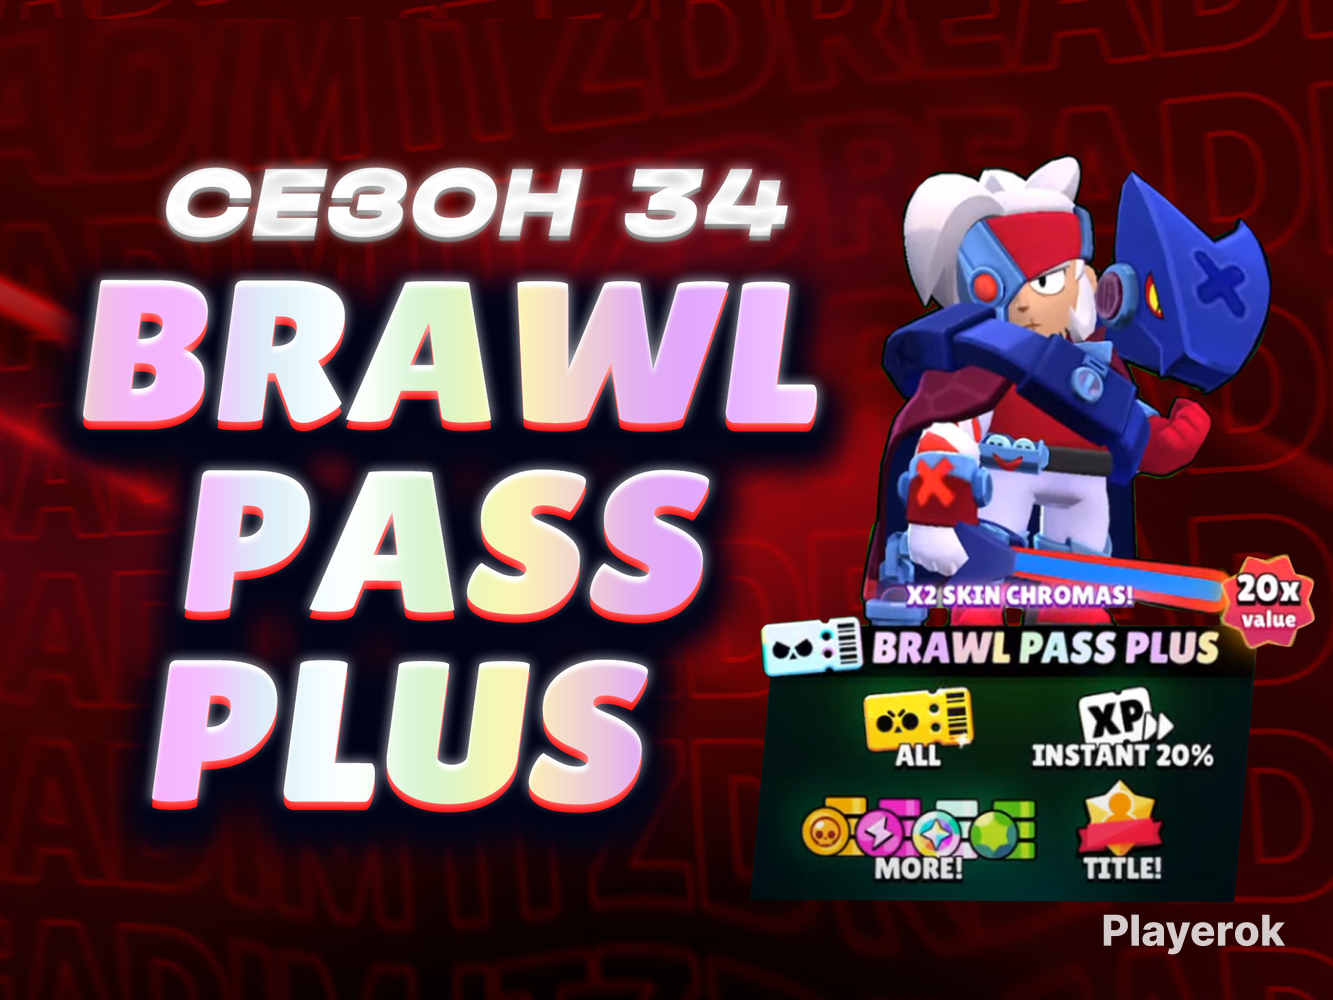 СЕЗОН 34
BRAWL
PASS
PLUS
X2 SKIN CHROMAS!
20x
value
BRAWL PASS PLUS
XP
ALL
INSTANT 20%
MORE!
TITLE!
Playerok